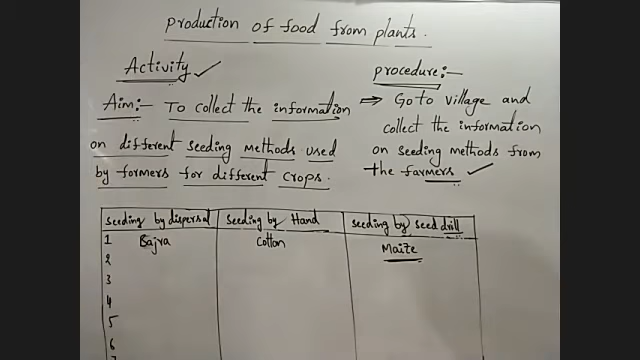 production of food from plants.
Activity
Aim:- To collect the information
on different seeding methods used
by formers for different crops.
procedure:-
⇒ Go to village and
collect the information
on seeding methods from
the farmers
seeding by dispersal seeding by Hand seeding by seed drill
1 Bajra Cotton Maize
2
3
4
5
6